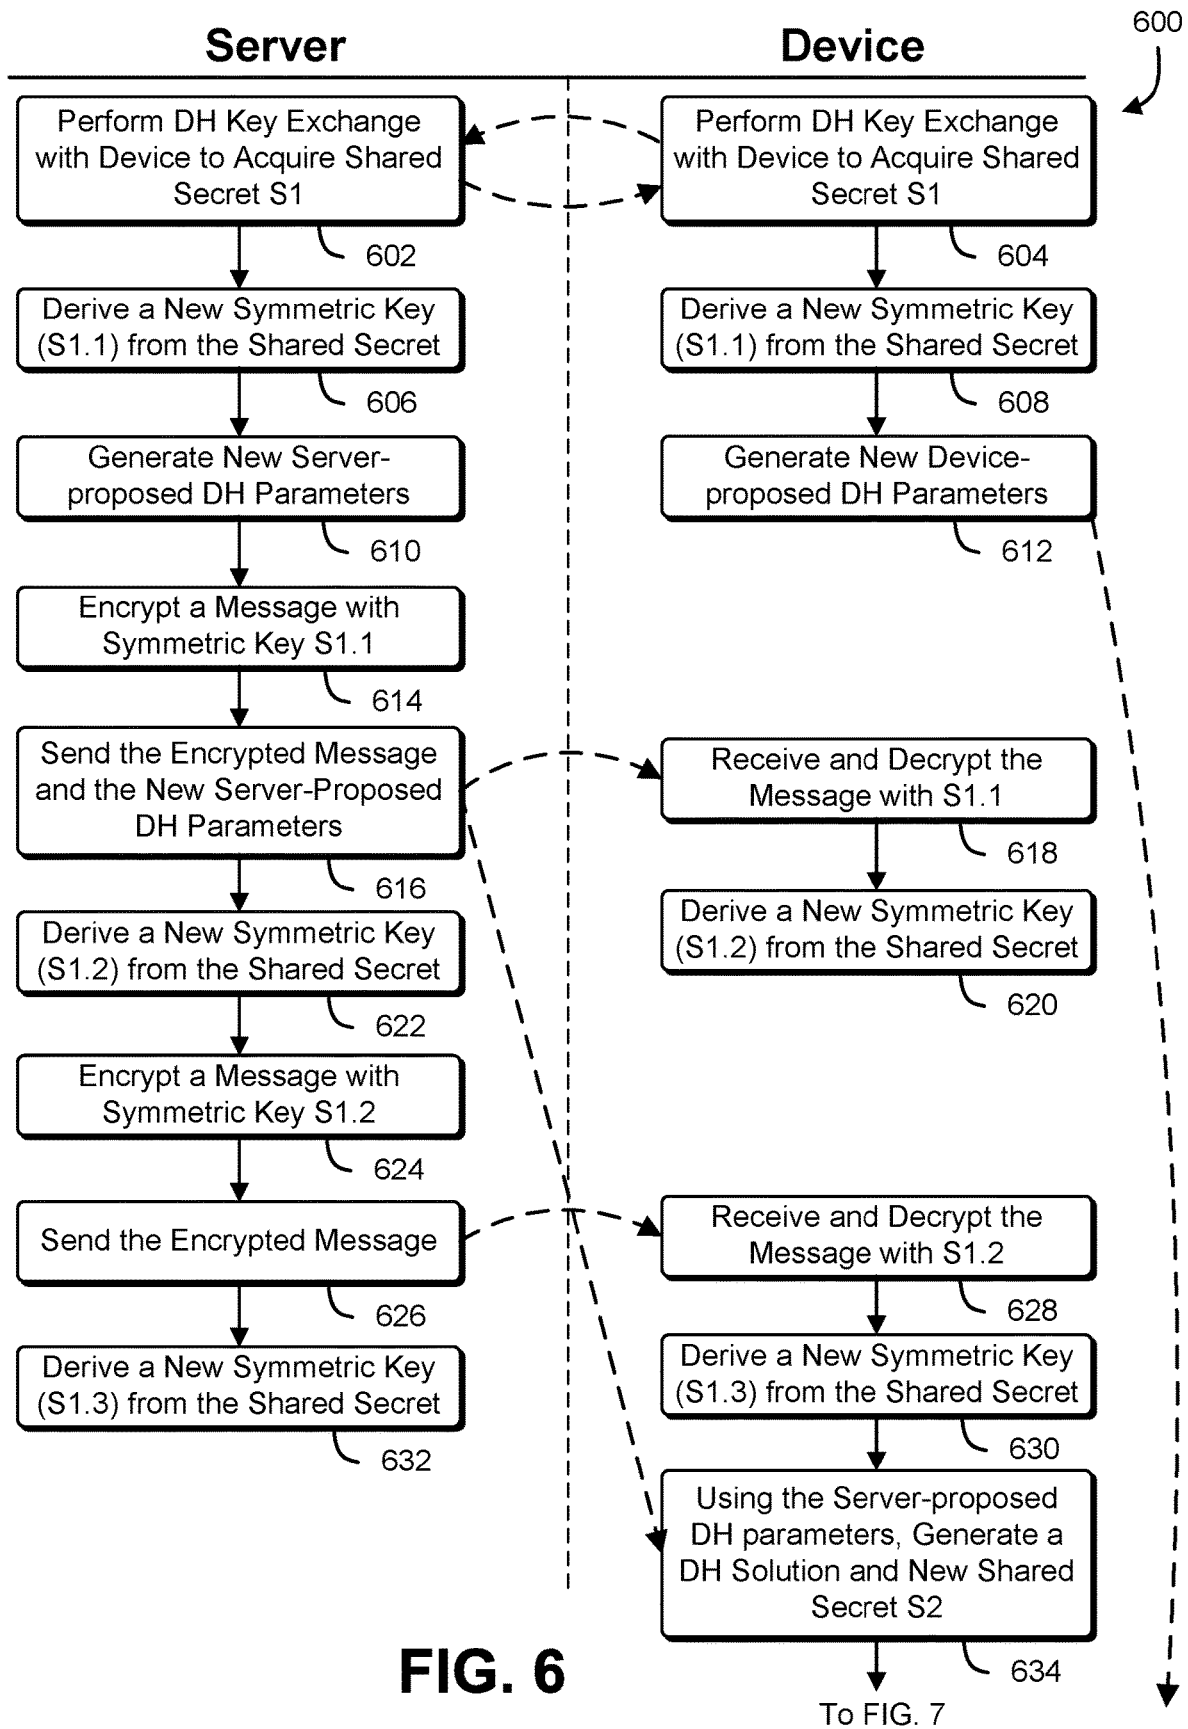 600
Server
Device
Perform DH Key Exchange
with Device to Acquire Shared
Secret S1
602
Perform DH Key Exchange
with Device to Acquire Shared
Secret S1
604
Derive a New Symmetric Key
(S1.1) from the Shared Secret
606
Derive a New Symmetric Key
(S1.1) from the Shared Secret
608
Generate New Server-
proposed DH Parameters
610
Generate New Device-
proposed DH Parameters
612
Encrypt a Message with
Symmetric Key S1.1
614
Send the Encrypted Message
and the New Server-Proposed
DH Parameters
616
Receive and Decrypt the
Message with S1.1
618
Derive a New Symmetric Key
(S1.2) from the Shared Secret
622
Derive a New Symmetric Key
(S1.2) from the Shared Secret
620
Encrypt a Message with
Symmetric Key S1.2
624
Send the Encrypted Message
626
Receive and Decrypt the
Message with S1.2
628
Derive a New Symmetric Key
(S1.3) from the Shared Secret
632
Derive a New Symmetric Key
(S1.3) from the Shared Secret
630
Using the Server-proposed
DH parameters, Generate a
DH Solution and New Shared
Secret S2
634
FIG. 6
To FIG. 7